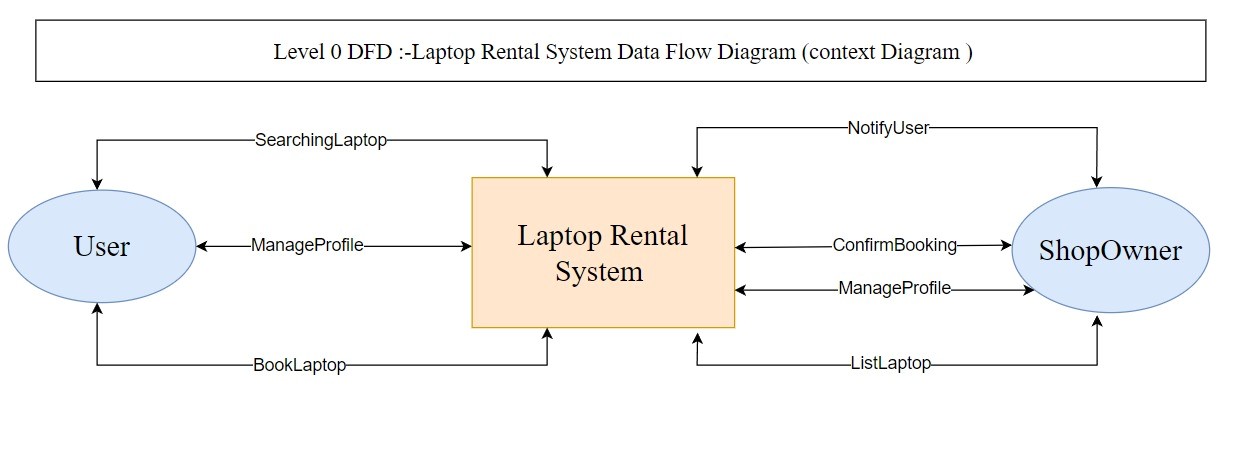 Level 0 DFD :-Laptop Rental System Data Flow Diagram (context Diagram )
SearchingLaptop
NotifyUser
User
ManageProfile
Laptop Rental
System
ConfirmBooking
ManageProfile
ShopOwner
BookLaptop
ListLaptop